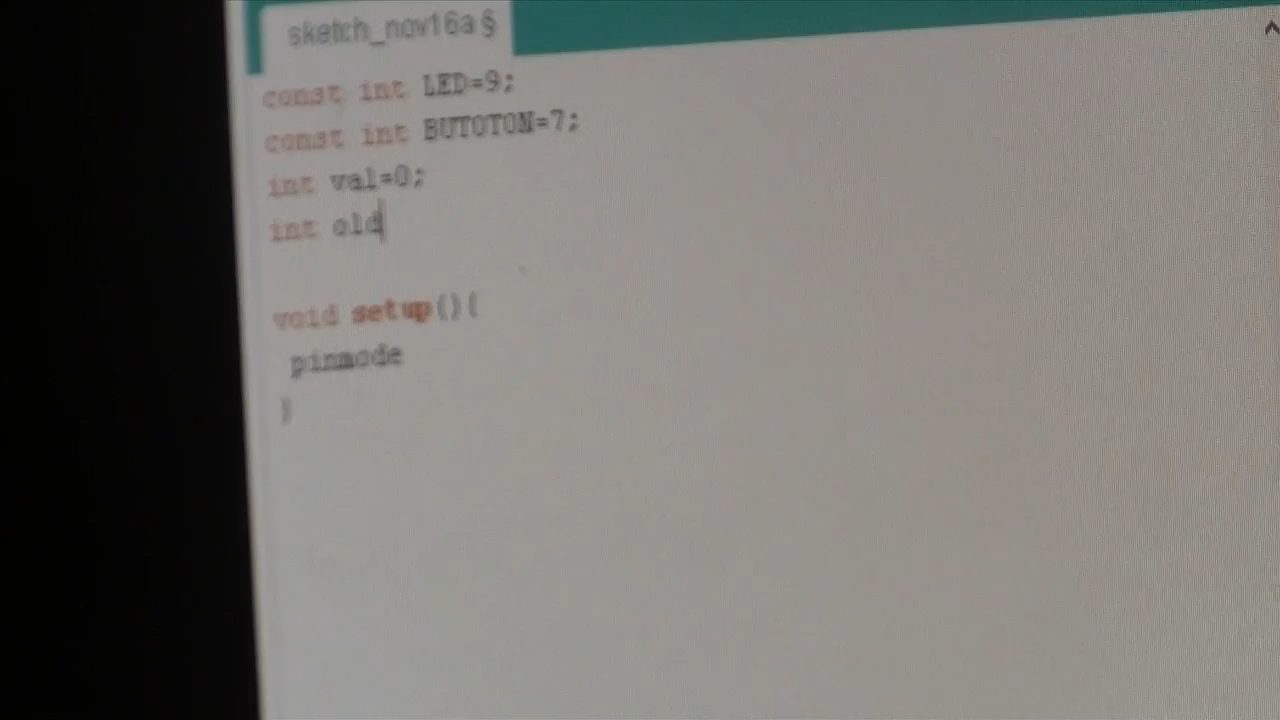 sketch_nov16a §
const int LED=9;
const int BUTOTON=7;
int val=0;
int old

void setup(){
pinmode
}